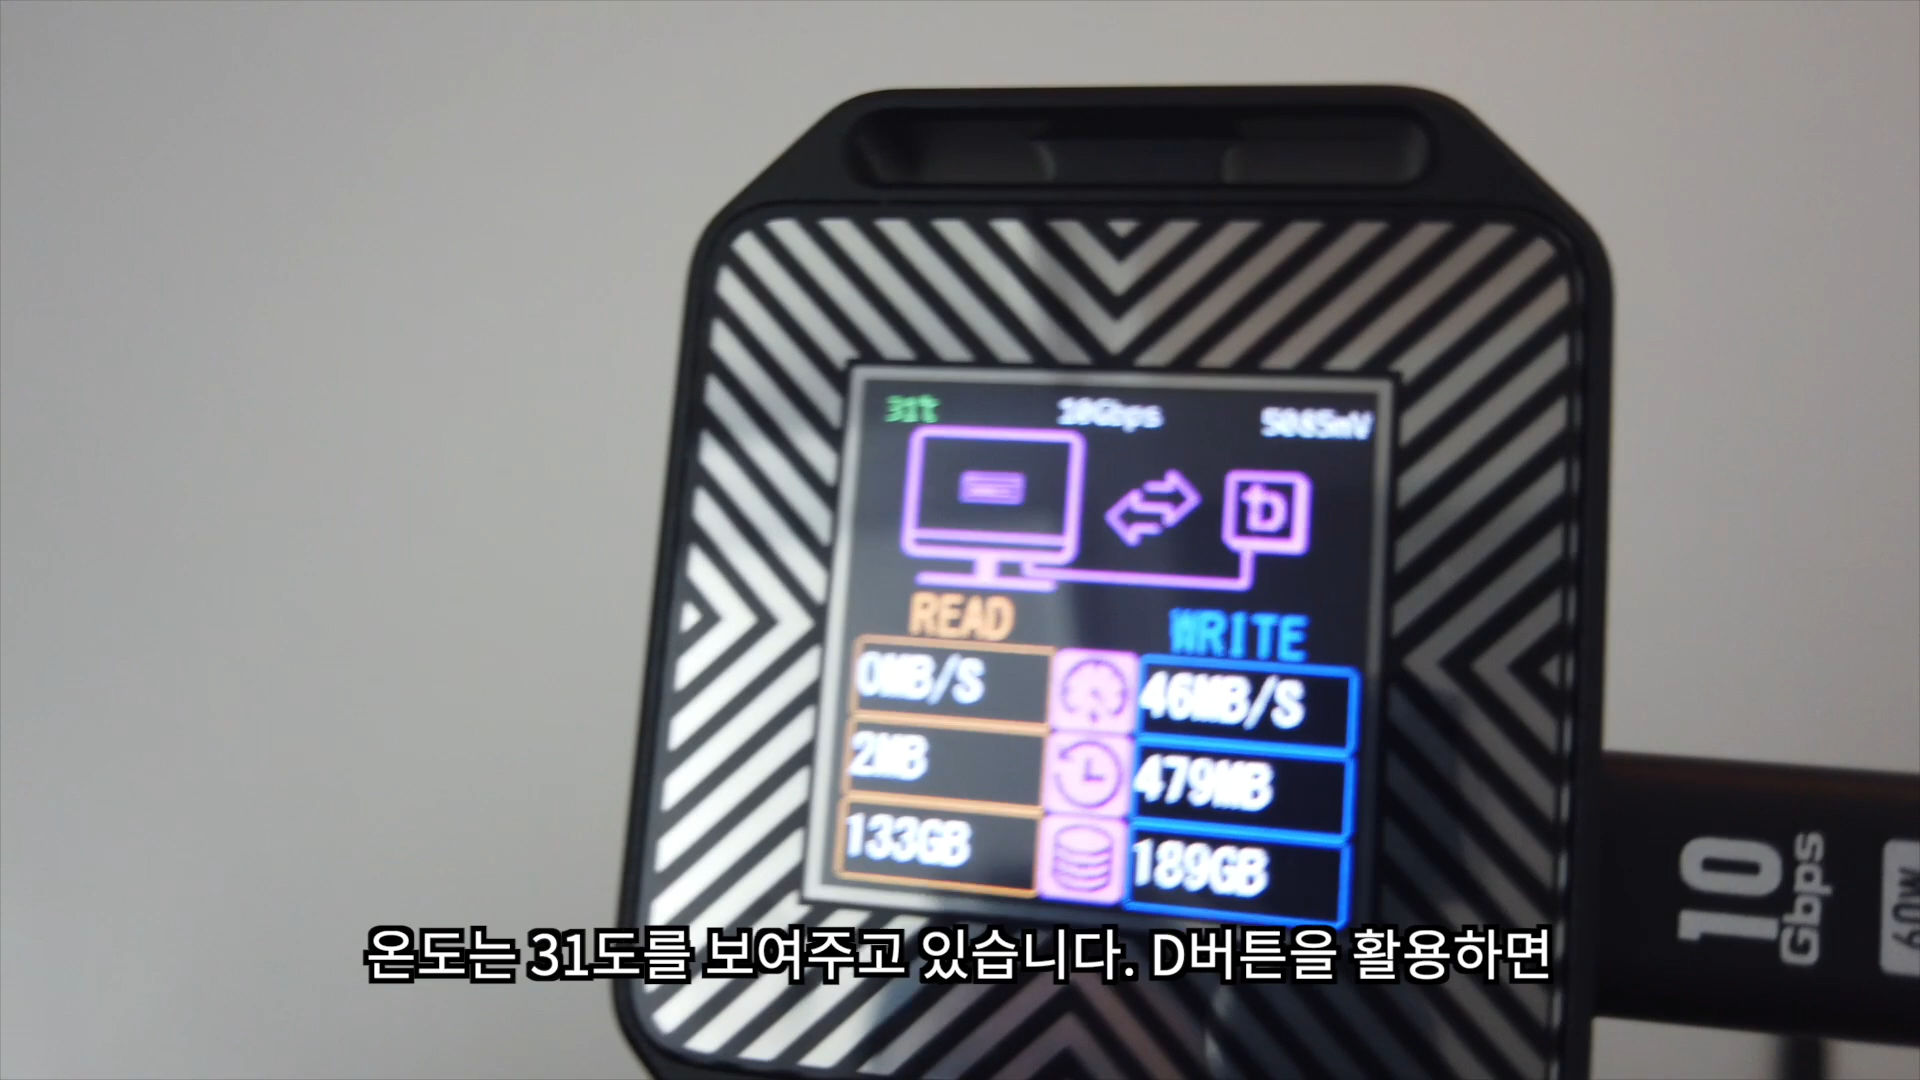 31℃ 10Gbps 5085mV
D
READ WRITE
0MB/S 46MB/S
2MB 479MB
133GB 189GB
10 Gbps
60W
온도는 31도를 보여주고 있습니다. D버튼을 활용하면